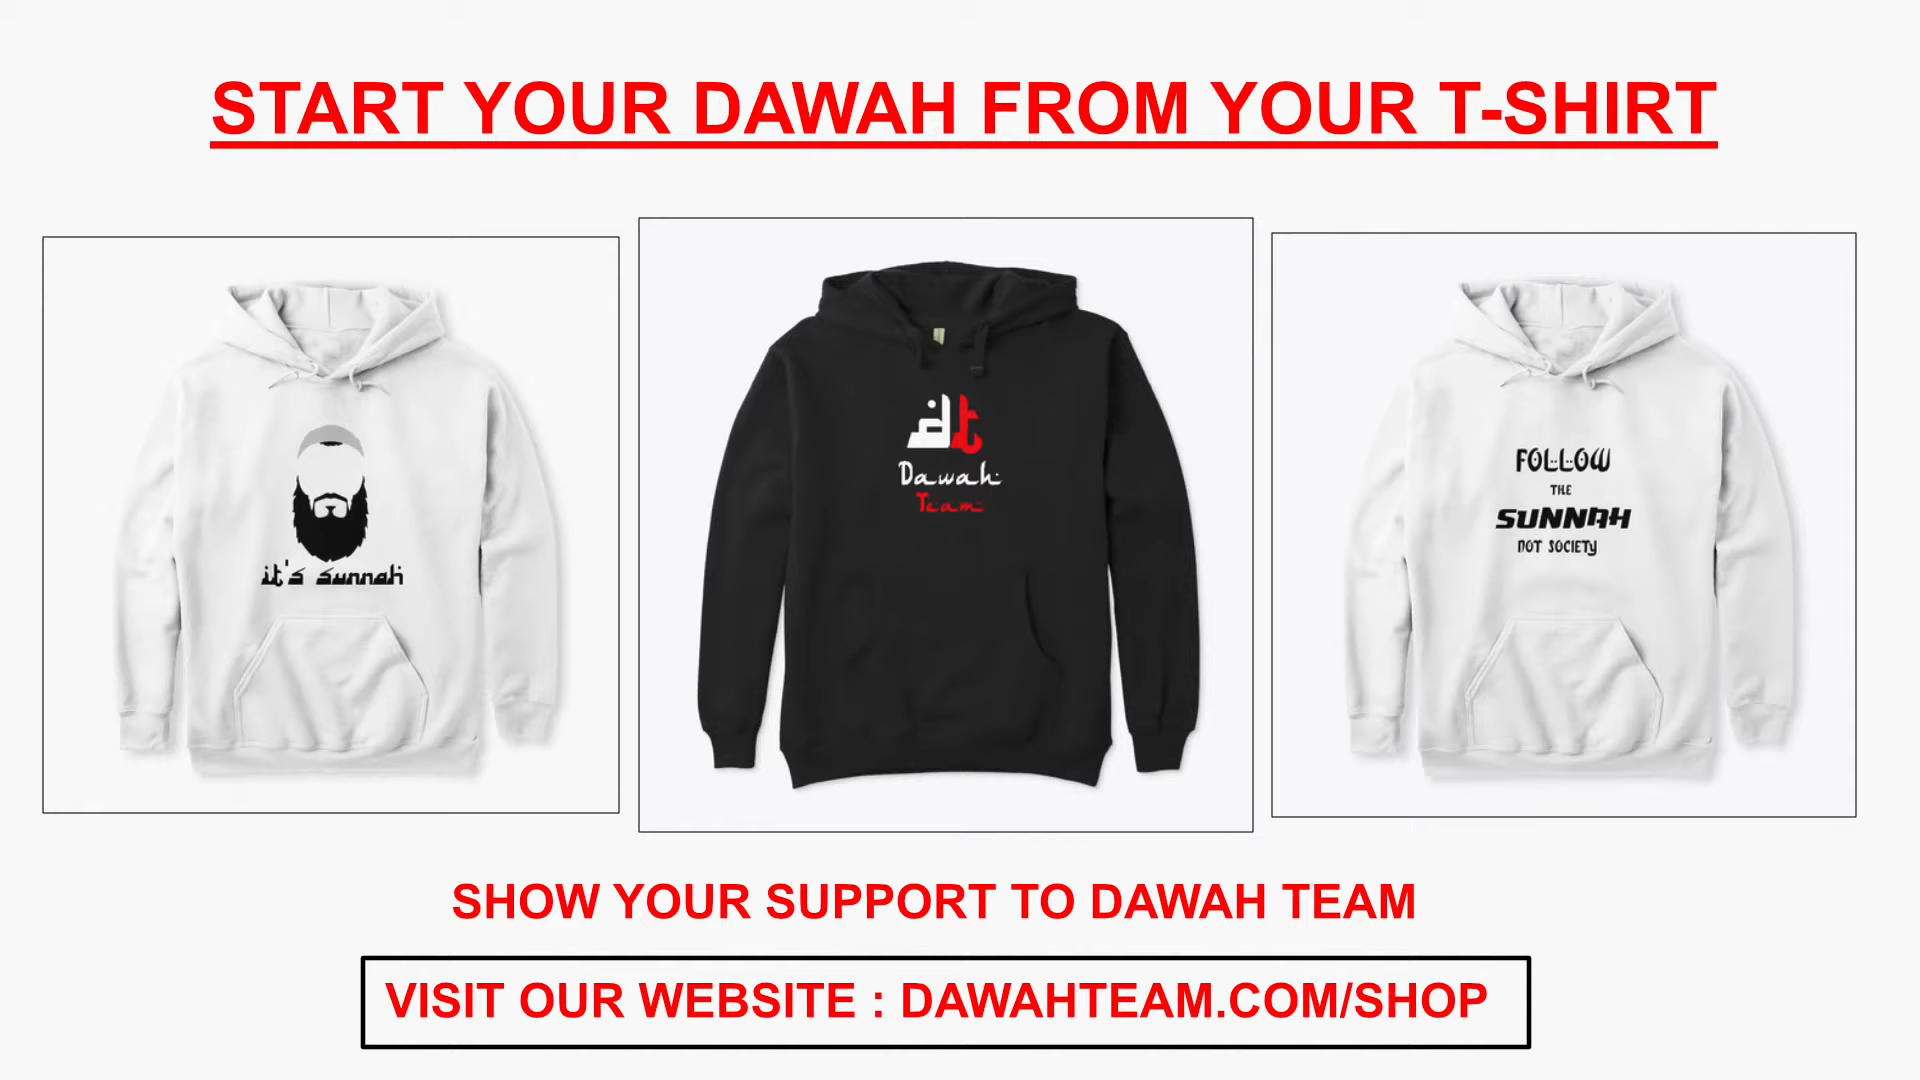 START YOUR DAWAH FROM YOUR T-SHIRT
it's sunnah
dt
Dawah
Team
FOLLOW
THE
SUNNAH
NOT SOCIETY
SHOW YOUR SUPPORT TO DAWAH TEAM
VISIT OUR WEBSITE : DAWAHTEAM.COM/SHOP